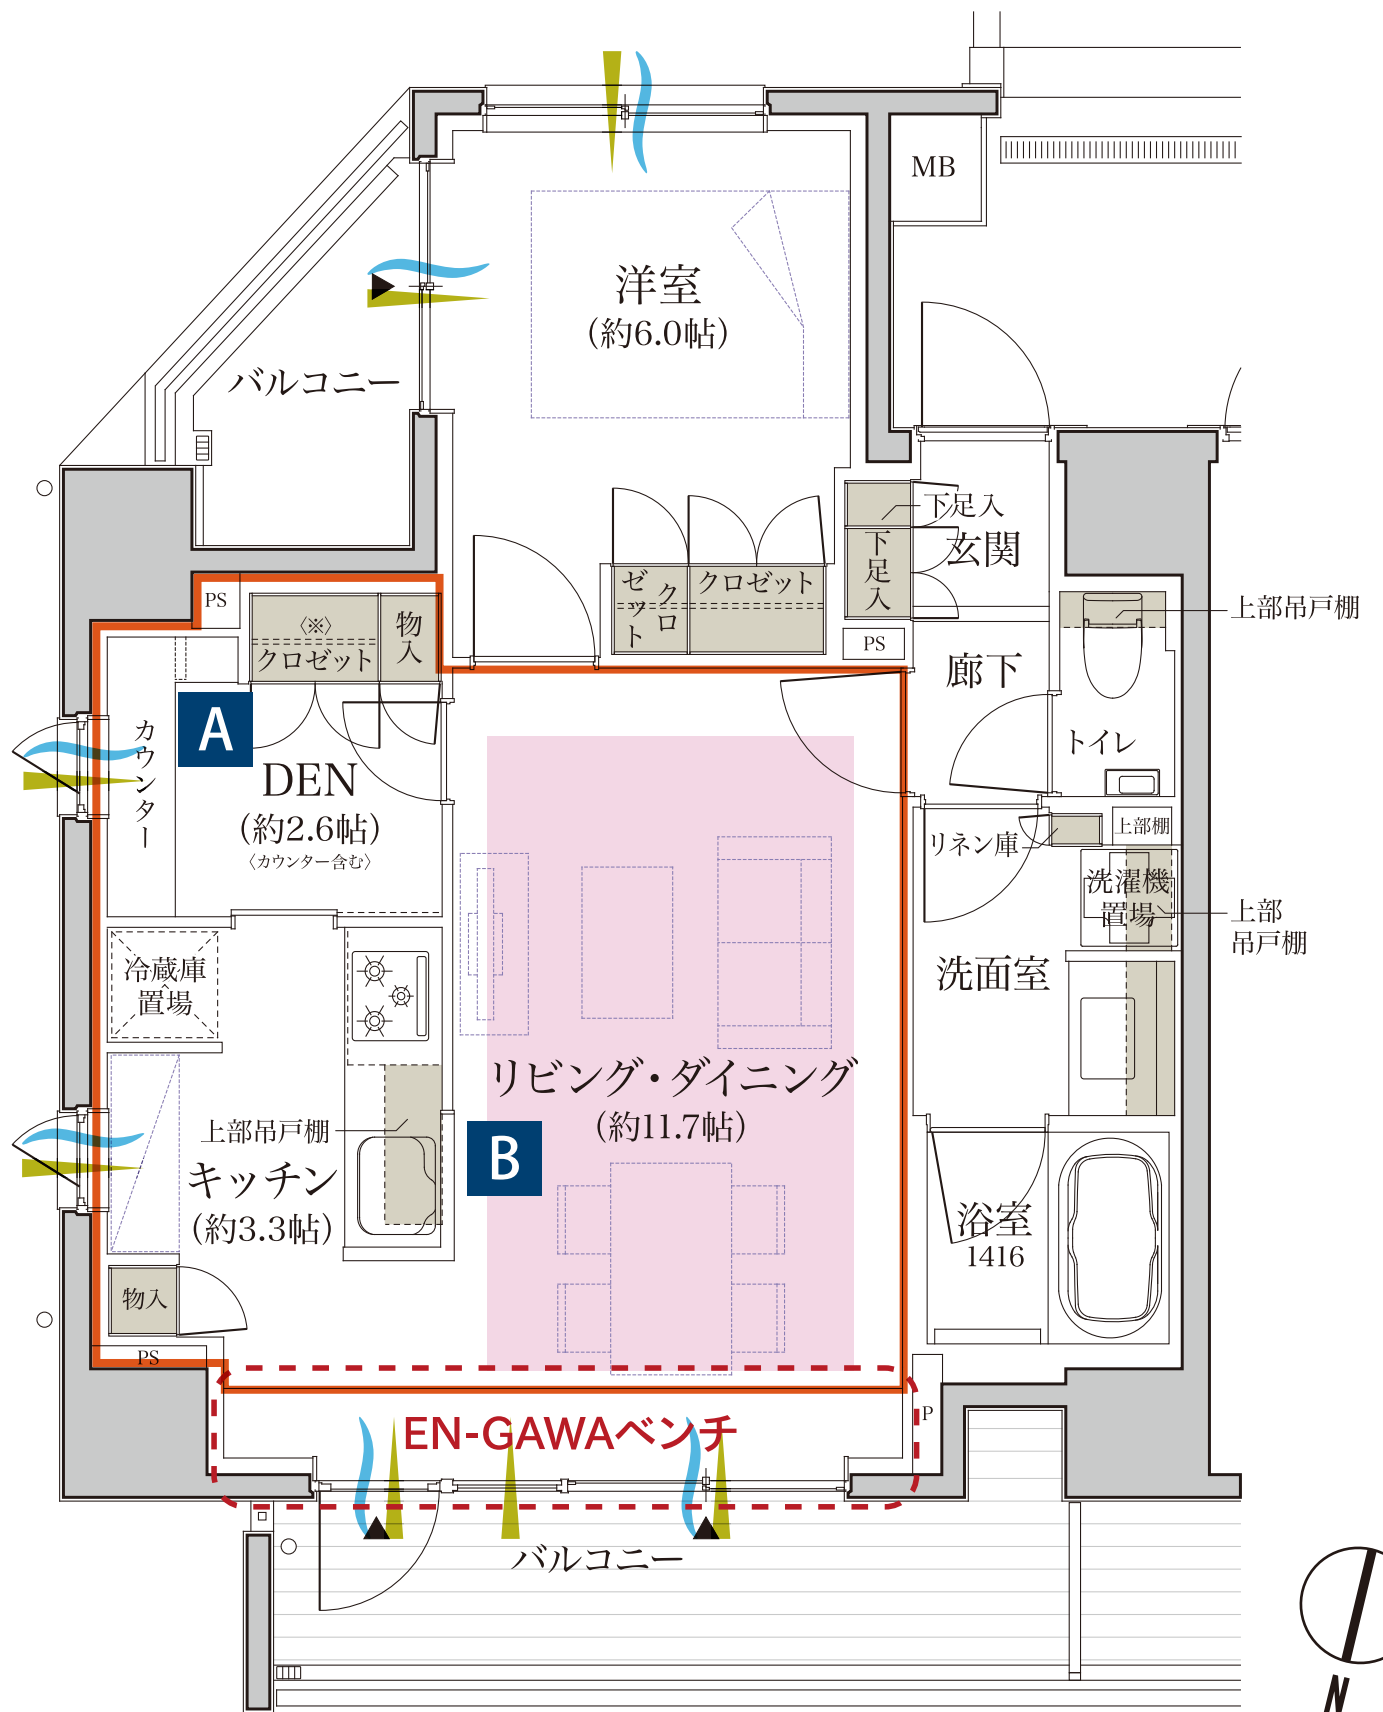 MB
洋室
(約6.0帖)
バルコニー
下足入
下足入
玄関
クロゼット
クロゼット
PS
〈※〉
クロゼット
物入
PS
上部吊戸棚
廊下
トイレ
A
カウンター
DEN
(約2.6帖)
〈カウンター含む〉
リネン庫
上部棚
洗濯機
置場
上部
吊戸棚
冷蔵庫
置場
洗面室
リビング・ダイニング
(約11.7帖)
上部吊戸棚
B
キッチン
(約3.3帖)
浴室
1416
物入
PS
P
EN-GAWAベンチ
バルコニー
N